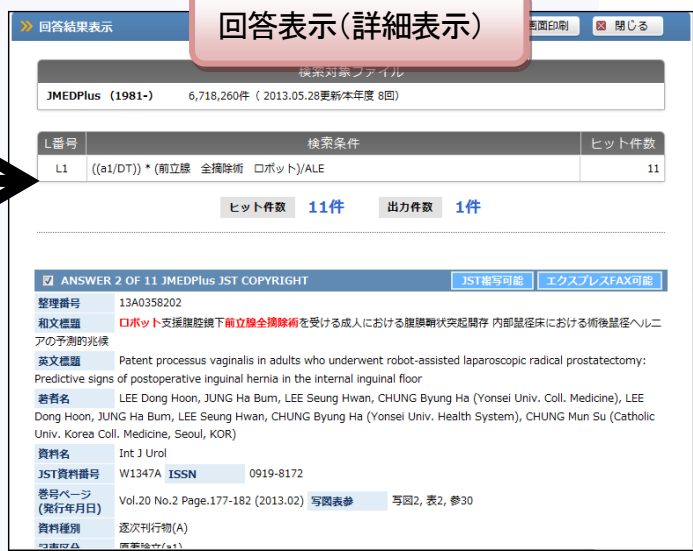 回答表示（詳細表示）
回答結果表示
画面印刷
閉じる
検索対象ファイル
JMEDPlus （1981-） 6,718,260件（ 2013.05.28更新/本年度 8回）
L番号 検索条件 ヒット件数
L1 ((a1/DT)) * (前立腺　全摘除術　ロボット)/ALE 11
ヒット件数 11件 出力件数 1件
ANSWER 2 OF 11 JMEDPlus JST COPYRIGHT JST複写可能 エクスプレスFAX可能
整理番号 13A0358202
和文標題 ロボット支援腹腔鏡下前立腺全摘除術を受ける成人における腹膜鞘状突起開存 内部鼠径床における術後鼠径ヘルニ
アの予測的兆候
英文標題 Patent processus vaginalis in adults who underwent robot-assisted laparoscopic radical prostatectomy:
Predictive signs of postoperative inguinal hernia in the internal inguinal floor
著者名 LEE Dong Hoon, JUNG Ha Bum, LEE Seung Hwan, CHUNG Byung Ha (Yonsei Univ. Coll. Medicine), LEE
Dong Hoon, JUNG Ha Bum, LEE Seung Hwan, CHUNG Byung Ha (Yonsei Univ. Health System), CHUNG Mun Su (Catholic
Univ. Korea Coll. Medicine, Seoul, KOR)
資料名 Int J Urol
JST資料番号 W1347A ISSN 0919-8172
巻号ページ
(発行年月日) Vol.20 No.2 Page.177-182 (2013.02) 写図表参 写図2, 表2, 参30
資料種別 逐次刊行物(A)
記事区分 原著論文(a1)